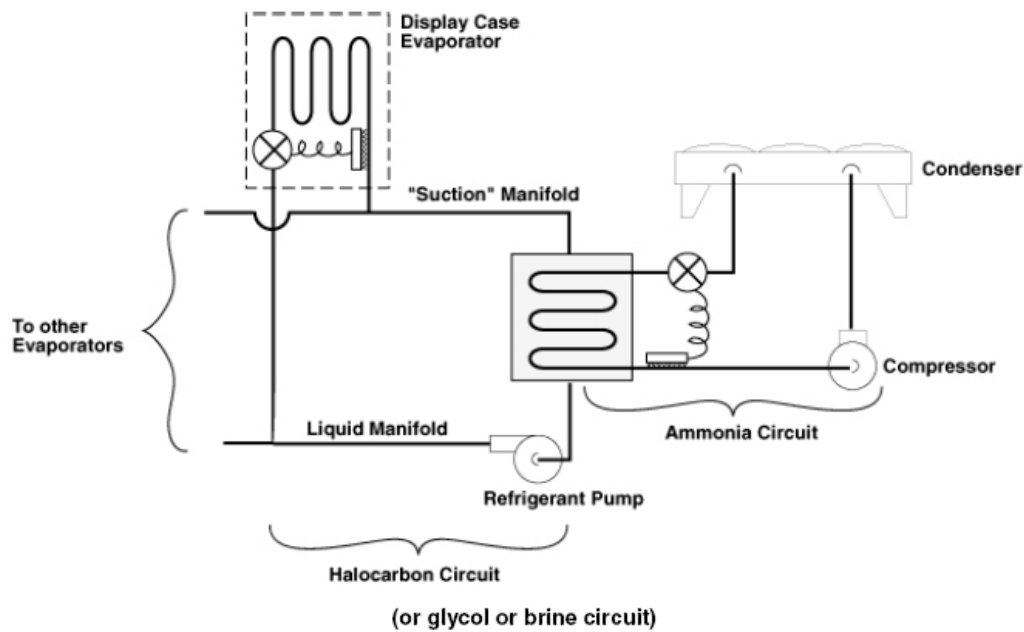 Display Case
Evaporator
"Suction" Manifold
Condenser
To other
Evaporators
Compressor
Liquid Manifold
Ammonia Circuit
Refrigerant Pump
Halocarbon Circuit
(or glycol or brine circuit)